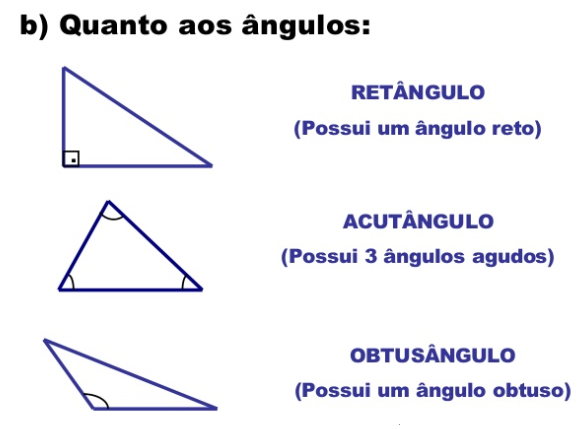 b) Quanto aos ângulos:
RETÂNGULO
(Possui um ângulo reto)
ACUTÂNGULO
(Possui 3 ângulos agudos)
OBTUSÂNGULO
(Possui um ângulo obtuso)